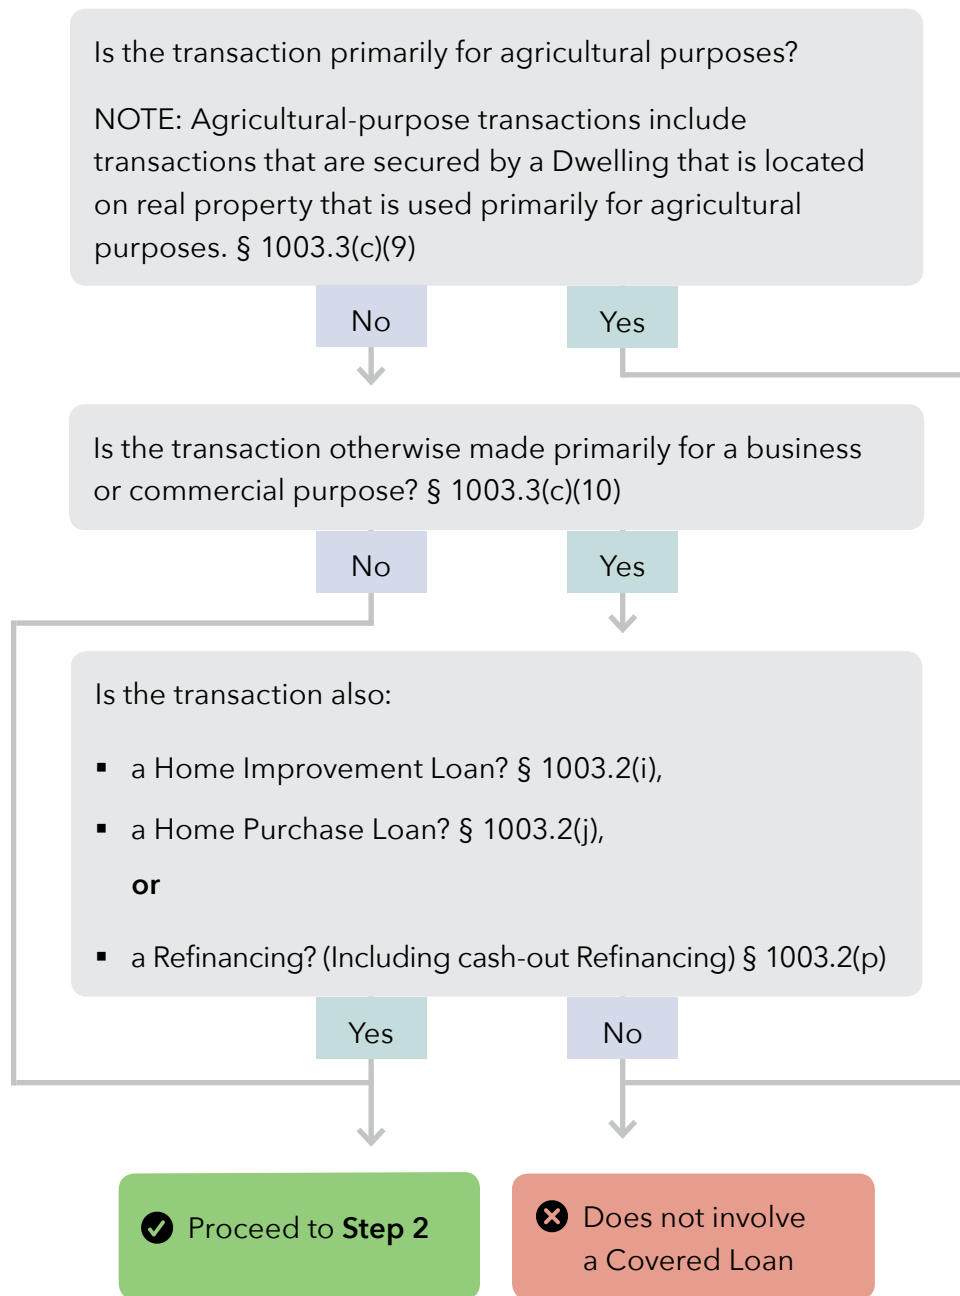 Is the transaction primarily for agricultural purposes?
NOTE: Agricultural-purpose transactions include
transactions that are secured by a Dwelling that is located
on real property that is used primarily for agricultural
purposes. § 1003.3(c)(9)
No
Yes
Is the transaction otherwise made primarily for a business
or commercial purpose? § 1003.3(c)(10)
No
Yes
Is the transaction also:
▪ a Home Improvement Loan? § 1003.2(i),
▪ a Home Purchase Loan? § 1003.2(j),
or
▪ a Refinancing? (Including cash-out Refinancing) § 1003.2(p)
Yes
No
Proceed to Step 2
Does not involve
a Covered Loan